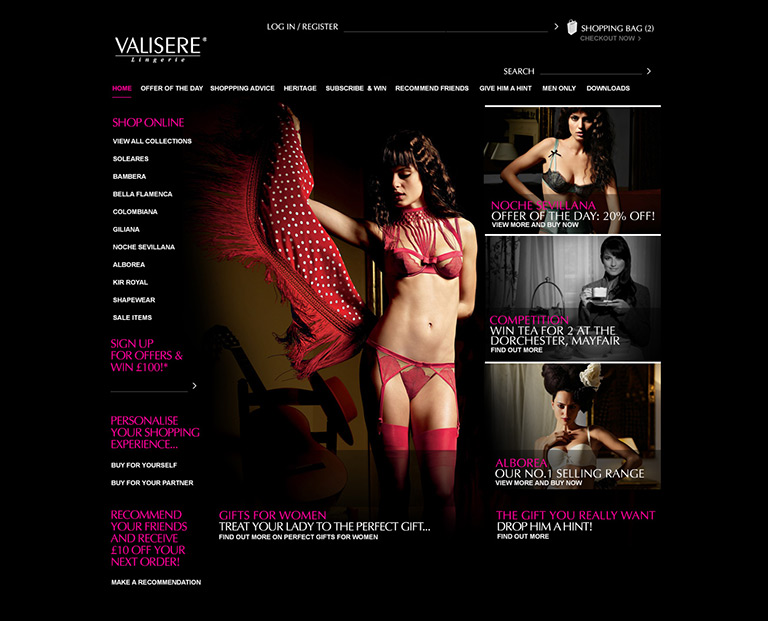 LOG IN / REGISTER
SHOPPING BAG (2)
CHECKOUT NOW
VALISERE®
Lingerie
SEARCH
HOME OFFER OF THE DAY SHOPPPING ADVICE HERITAGE SUBSCRIBE & WIN RECOMMEND FRIENDS GIVE HIM A HINT MEN ONLY DOWNLOADS
SHOP ONLINE
VIEW ALL COLLECTIONS
SOLEARES
BAMBERA
BELLA FLAMENCA
COLOMBIANA
GILIANA
NOCHE SEVILLANA
ALBOREA
KIR ROYAL
SHAPEWEAR
SALE ITEMS
SIGN UP
FOR OFFERS &
WIN £100!*
PERSONALISE
YOUR SHOPPING
EXPERIENCE...
BUY FOR YOURSELF
BUY FOR YOUR PARTNER
RECOMMEND
YOUR FRIENDS
AND RECEIVE
£10 OFF YOUR
NEXT ORDER!
MAKE A RECOMMENDATION
GIFTS FOR WOMEN
TREAT YOUR LADY TO THE PERFECT GIFT...
FIND OUT MORE ON PERFECT GIFTS FOR WOMEN
NOCHE SEVILLANA
OFFER OF THE DAY: 20% OFF!
VIEW MORE AND BUY NOW
COMPETITION
WIN TEA FOR 2 AT THE
DORCHESTER, MAYFAIR
FIND OUT MORE
ALBOREA
OUR NO.1 SELLING RANGE
VIEW MORE AND BUY NOW
THE GIFT YOU REALLY WANT
DROP HIM A HINT!
FIND OUT MORE